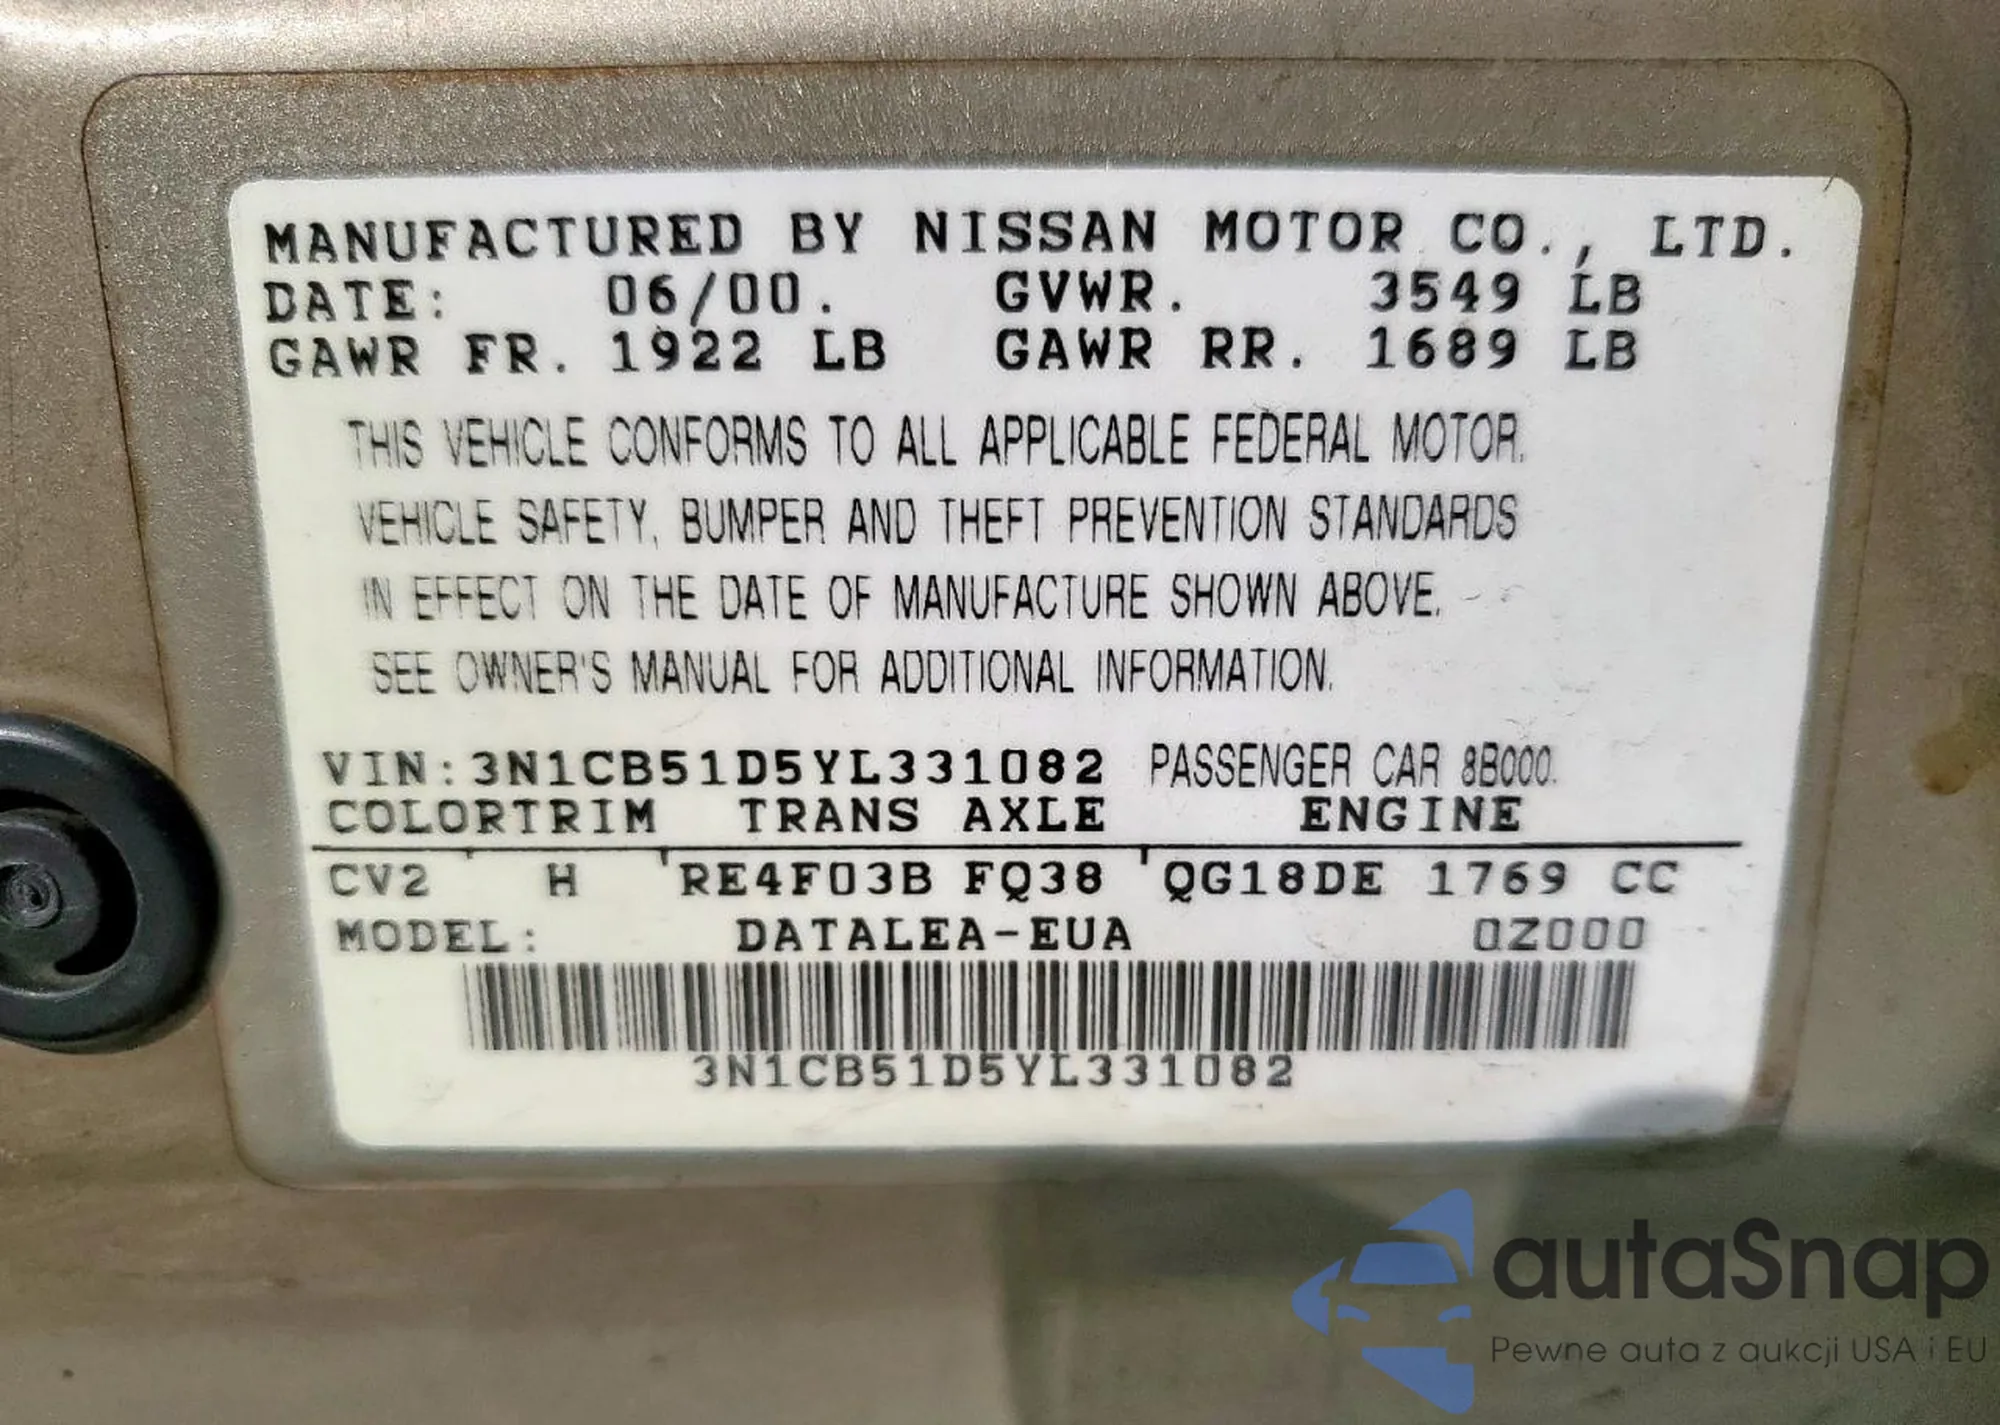 MANUFACTURED BY NISSAN MOTOR CO., LTD.
DATE: 06/00. GVWR. 3549 LB
GAWR FR. 1922 LB GAWR RR. 1689 LB
THIS VEHICLE CONFORMS TO ALL APPLICABLE FEDERAL MOTOR.
VEHICLE SAFETY, BUMPER AND THEFT PREVENTION STANDARDS
IN EFFECT ON THE DATE OF MANUFACTURE SHOWN ABOVE.
SEE OWNER'S MANUAL FOR ADDITIONAL INFORMATION.
VIN:3N1CB51D5YL331082 PASSENGER CAR 8B000.
COLORTRIM TRANS AXLE ENGINE
CV2 H RE4F03B FQ38 QG18DE 1769 CC
MODEL: DATALEA-EUA 0Z000
3N1CB51D5YL331082
autaSnap
Pewne auta z aukcji USA i EU